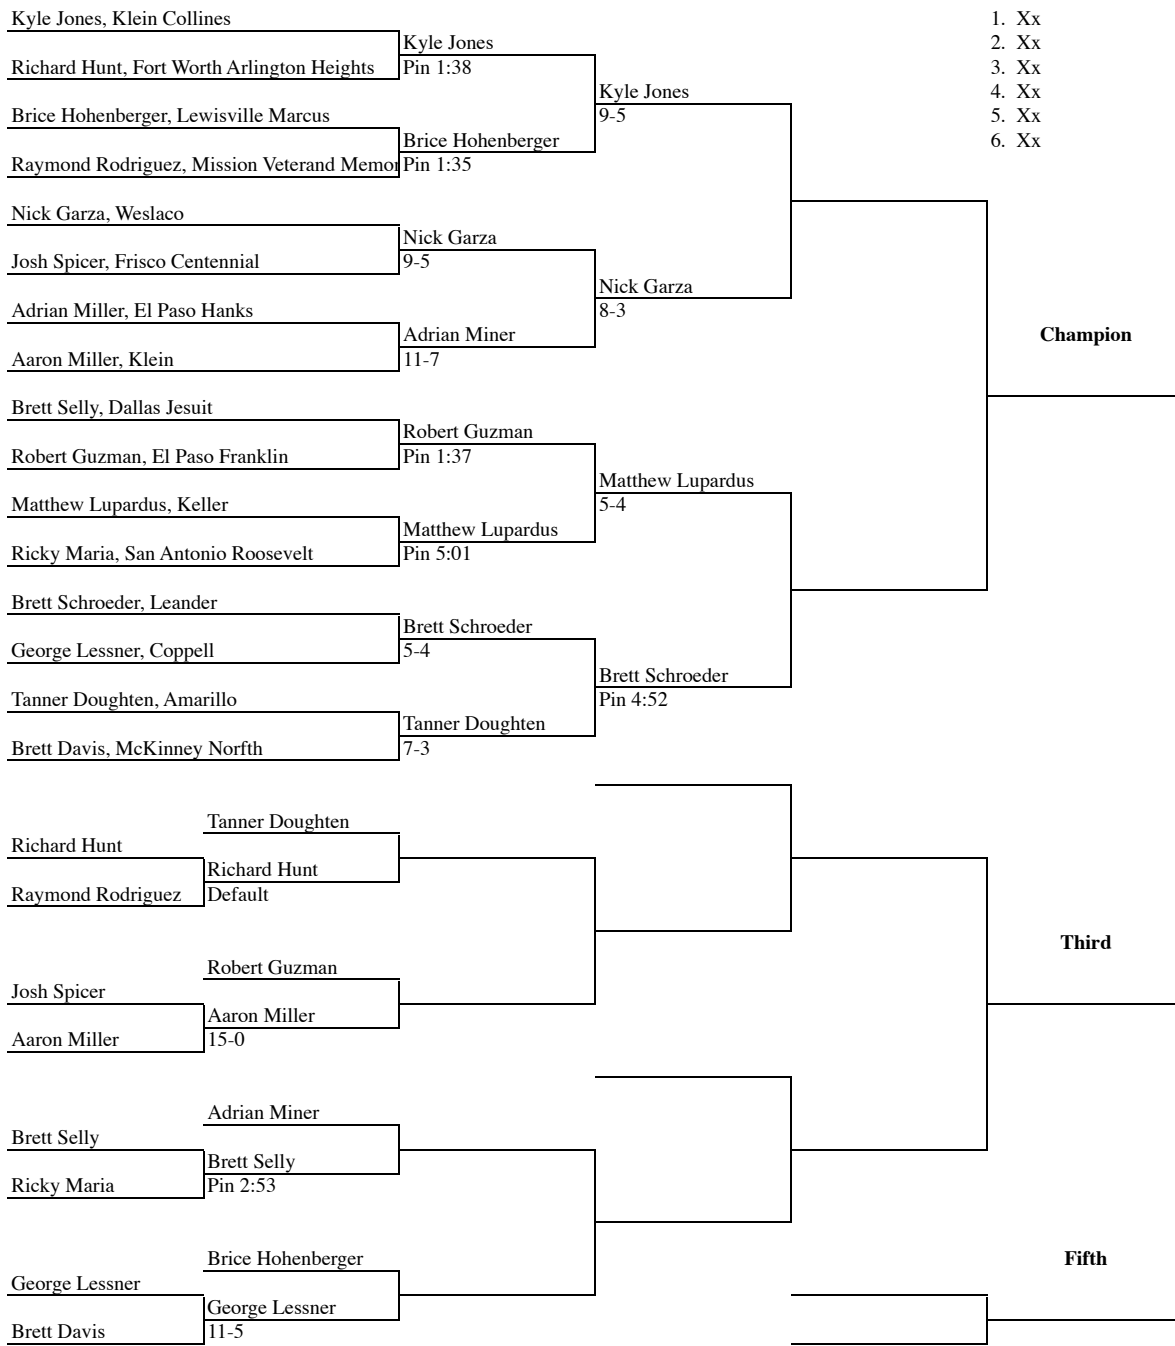 Kyle Jones, Klein Collines
Kyle Jones
Richard Hunt, Fort Worth Arlington Heights
Pin 1:38
Kyle Jones
9-5
Brice Hohenberger, Lewisville Marcus
Brice Hohenberger
Raymond Rodriguez, Mission Veterand Memor
Pin 1:35
1. Xx
2. Xx
3. Xx
4. Xx
5. Xx
6. Xx
Nick Garza, Weslaco
Nick Garza
Josh Spicer, Frisco Centennial
9-5
Nick Garza
8-3
Adrian Miller, El Paso Hanks
Adrian Miner
Aaron Miller, Klein
11-7
Champion
Brett Selly, Dallas Jesuit
Robert Guzman
Robert Guzman, El Paso Franklin
Pin 1:37
Matthew Lupardus
5-4
Matthew Lupardus, Keller
Matthew Lupardus
Ricky Maria, San Antonio Roosevelt
Pin 5:01
Brett Schroeder, Leander
Brett Schroeder
George Lessner, Coppell
5-4
Brett Schroeder
Pin 4:52
Tanner Doughten, Amarillo
Tanner Doughten
Brett Davis, McKinney Norfth
7-3
Tanner Doughten
Richard Hunt
Richard Hunt
Raymond Rodriguez
Default
Third
Robert Guzman
Josh Spicer
Aaron Miller
Aaron Miller
15-0
Adrian Miner
Brett Selly
Brett Selly
Ricky Maria
Pin 2:53
Brice Hohenberger
Fifth
George Lessner
George Lessner
Brett Davis
11-5